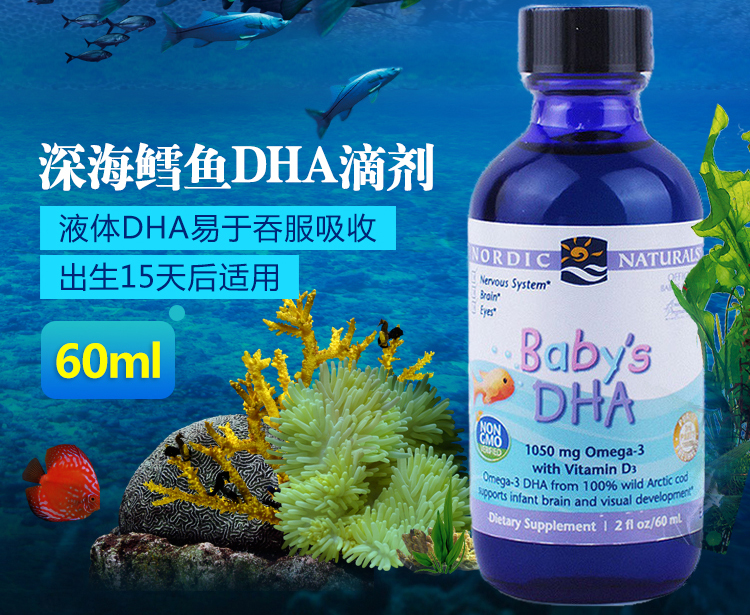 深海鳕鱼DHA滴剂
液体DHA易于吞服吸收
出生15天后适用
60ml
NORDIC NATURALS
Nervous System*
Brain*
Eyes*
Baby's
DHA
NON
GMO
VERIFIED
1050 mg Omega-3
with Vitamin D3
Omega-3 DHA from 100% wild Arctic cod
supports infant brain and visual development*
Dietary Supplement | 2 fl oz/60 mL